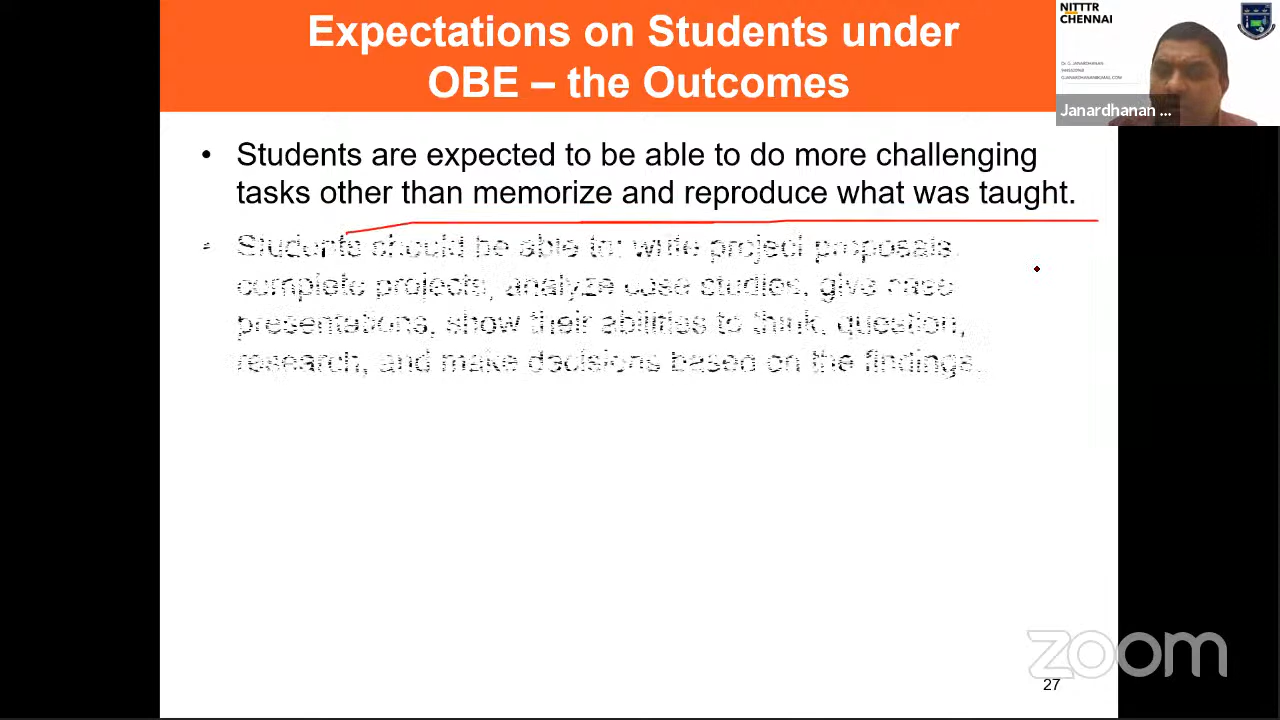 Expectations on Students under
OBE – the Outcomes
NITTTR
CHENNAI
Dr. G. JANARDHANAN
Janardhanan ...
• Students are expected to be able to do more challenging
tasks other than memorize and reproduce what was taught.
• Students should be able to: write project proposals,
complete projects, analyze case studies, give case
presentations, show their abilities to think, question,
research, and make decisions based on the findings.
zoom
27